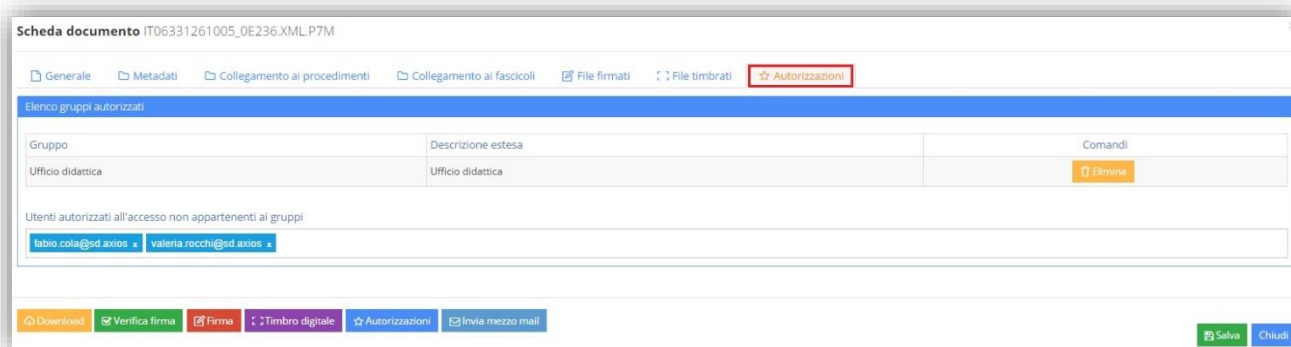 Scheda documento IT06331261005_0E236.XML.P7M
Generale Metadati Collegamento ai procedimenti Collegamento ai fascicoli File firmati File timbrati Autorizzazioni
Elenco gruppi autorizzati
Gruppo Descrizione estesa Comandi
Ufficio didattica Ufficio didattica Elimina
Utenti autorizzati all'accesso non appartenenti ai gruppi
fabio.cola@sd.axios x valeria.rocchi@sd.axios x
Download Verifica firma Firma Timbro digitale Autorizzazioni Invia mezzo mail
Salva Chiudi